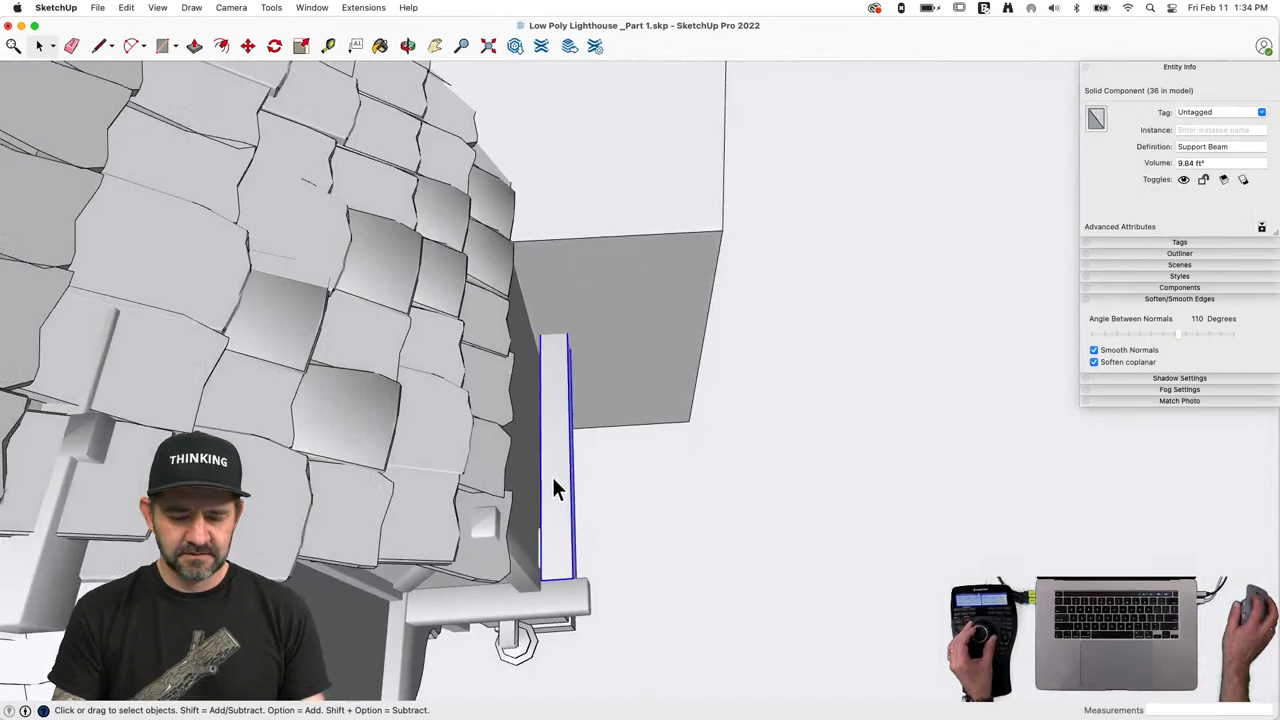 SketchUp File Edit View Draw Camera Tools Window Extensions Help
Fri Feb 11 1:34 PM
Low Poly Lighthouse _Part 1.skp - SketchUp Pro 2022
Entity Info
Solid Component (36 in model)
Tag: Untagged
Instance: Enter instance name
Definition: Support Beam
Volume: 9.84 ft³
Toggles:
Advanced Attributes
Tags
Outliner
Scenes
Styles
Components
Soften/Smooth Edges
Angle Between Normals 110 Degrees
Smooth Normals
Soften coplanar
Shadow Settings
Fog Settings
Match Photo
THINKING
Click or drag to select objects. Shift = Add/Subtract. Option = Add. Shift + Option = Subtract.
Measurements